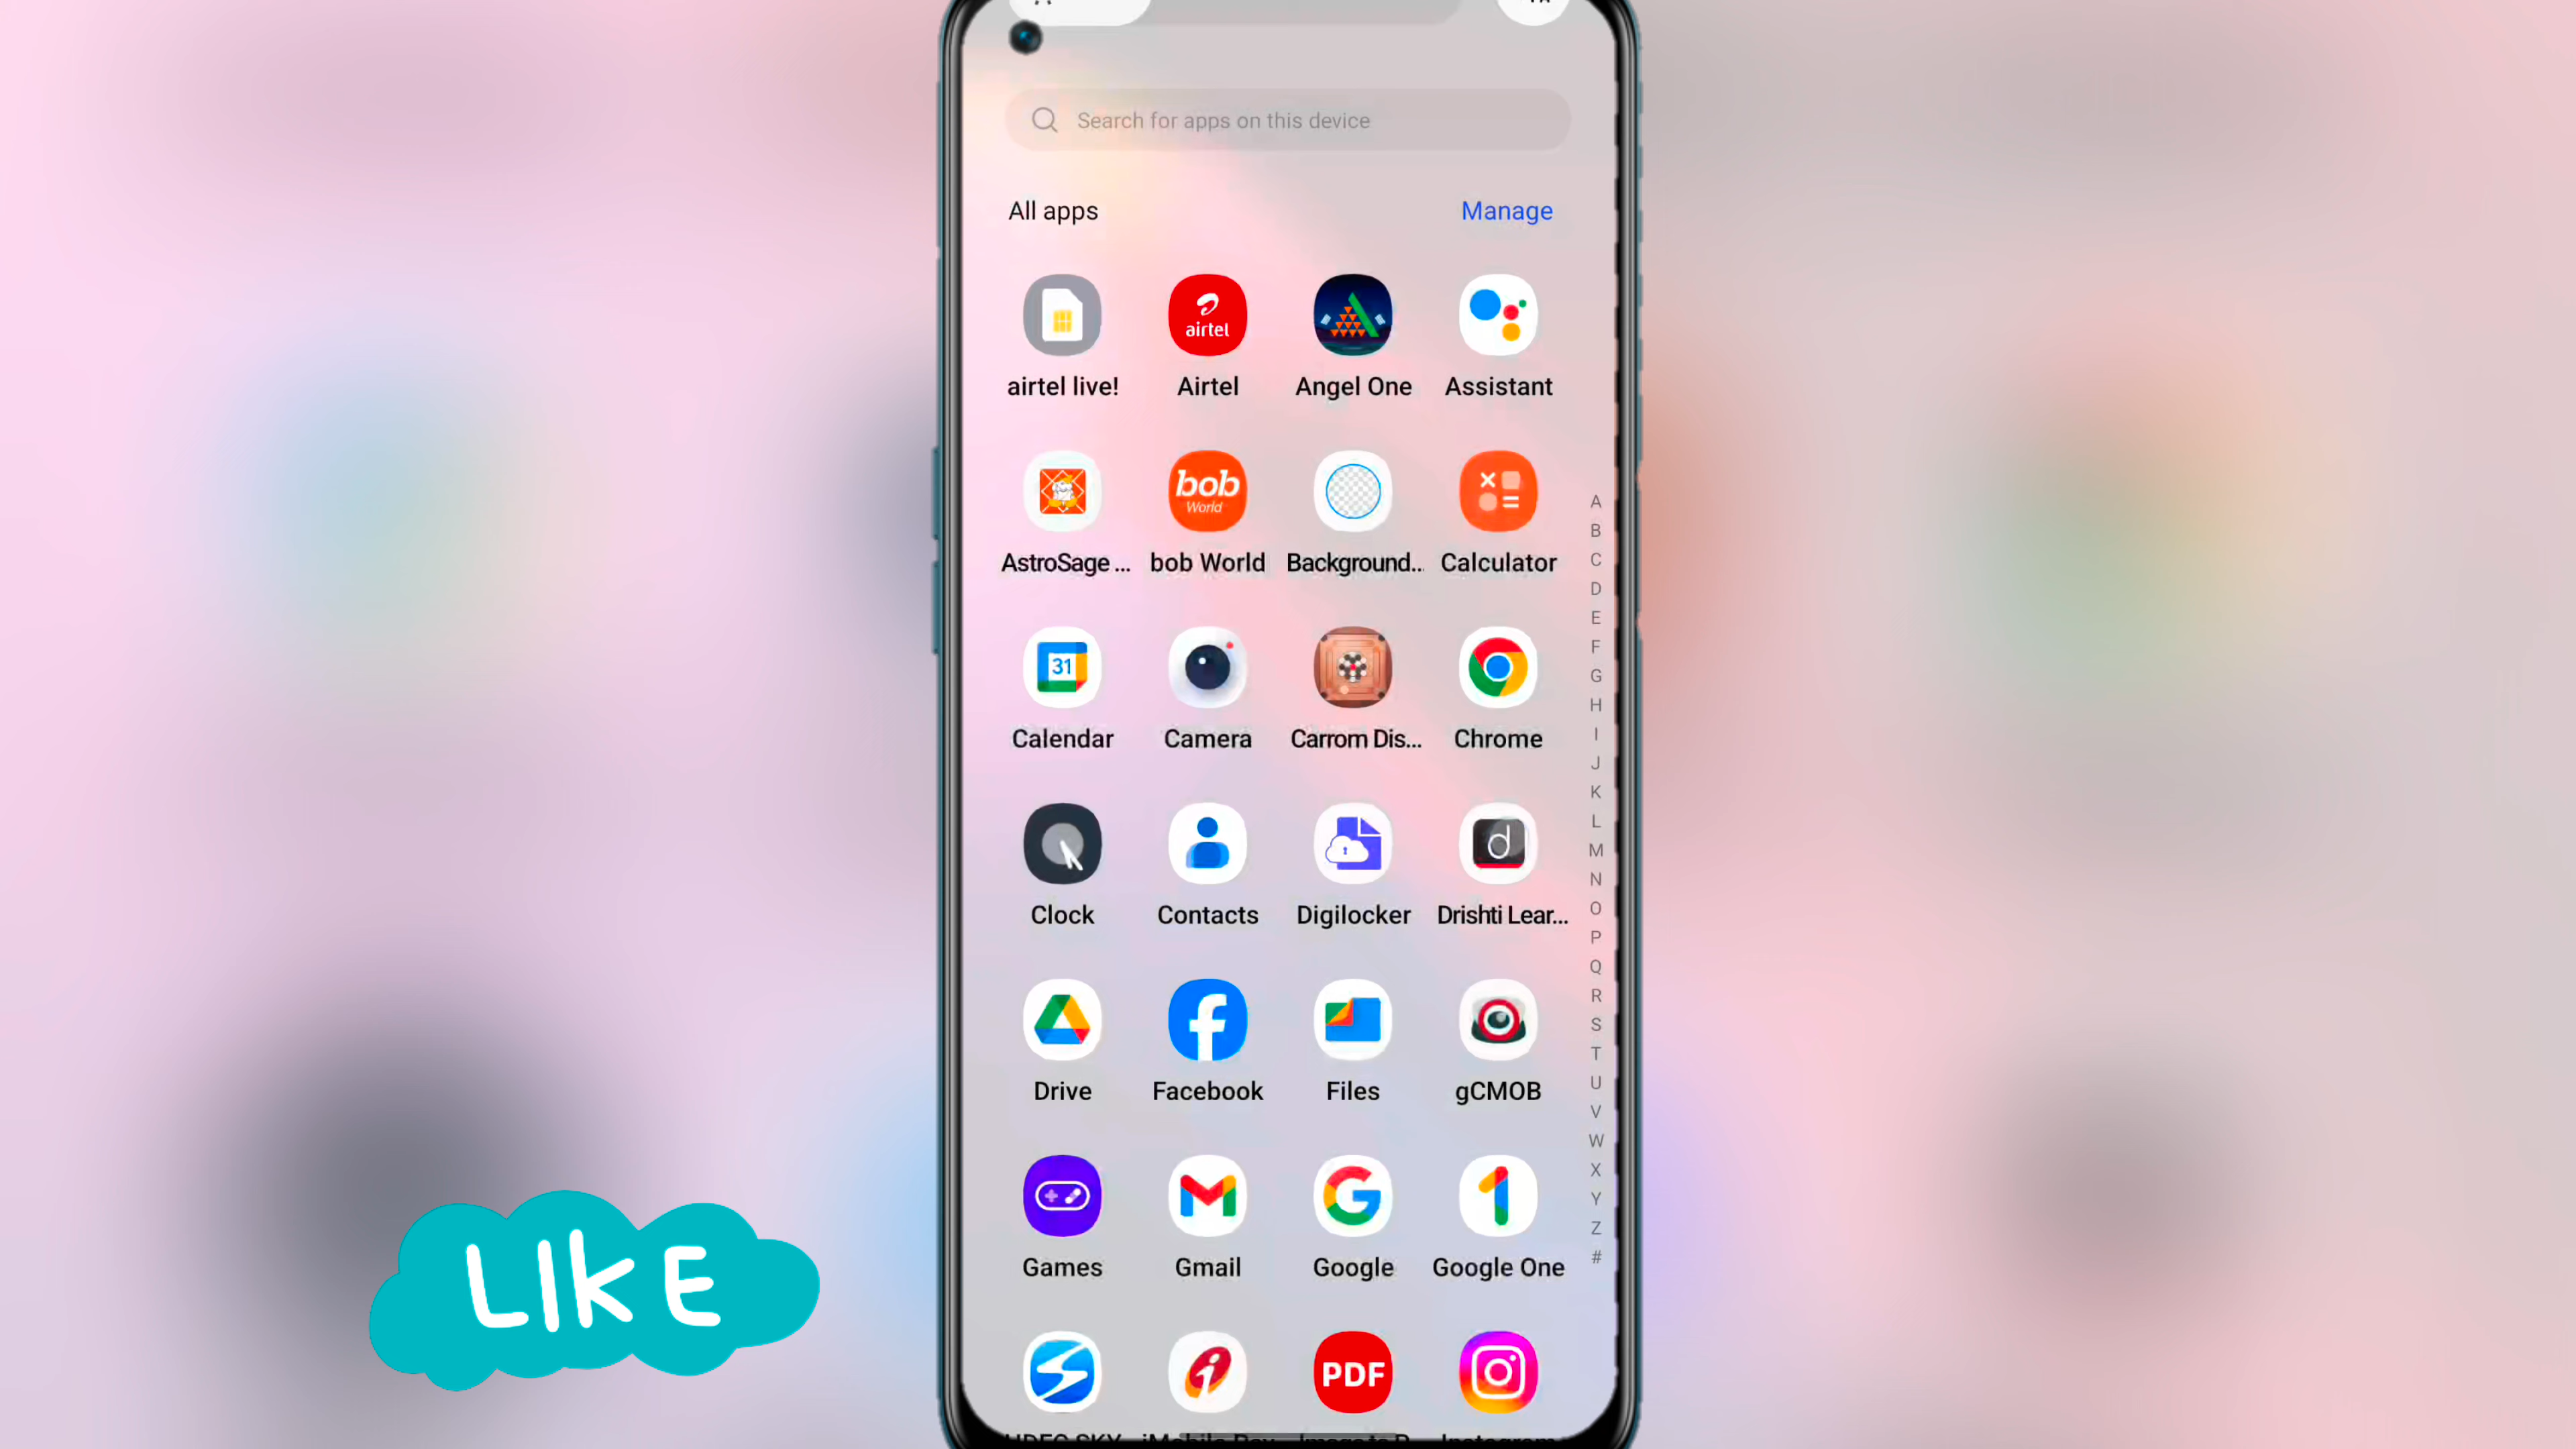 Search for apps on this device
All apps Manage
airtel
airtel live! Airtel Angel One Assistant
bob
World
AstroSage ... bob World Background... Calculator
31
Calendar Camera Carrom Dis... Chrome
d
Clock Contacts Digilocker Drishti Lear...
Drive Facebook Files gCMOB
Games Gmail Google Google One
PDF
A
B
C
D
E
F
G
H
I
J
K
L
M
N
O
P
Q
R
S
T
U
V
W
X
Y
Z
#
LIKE